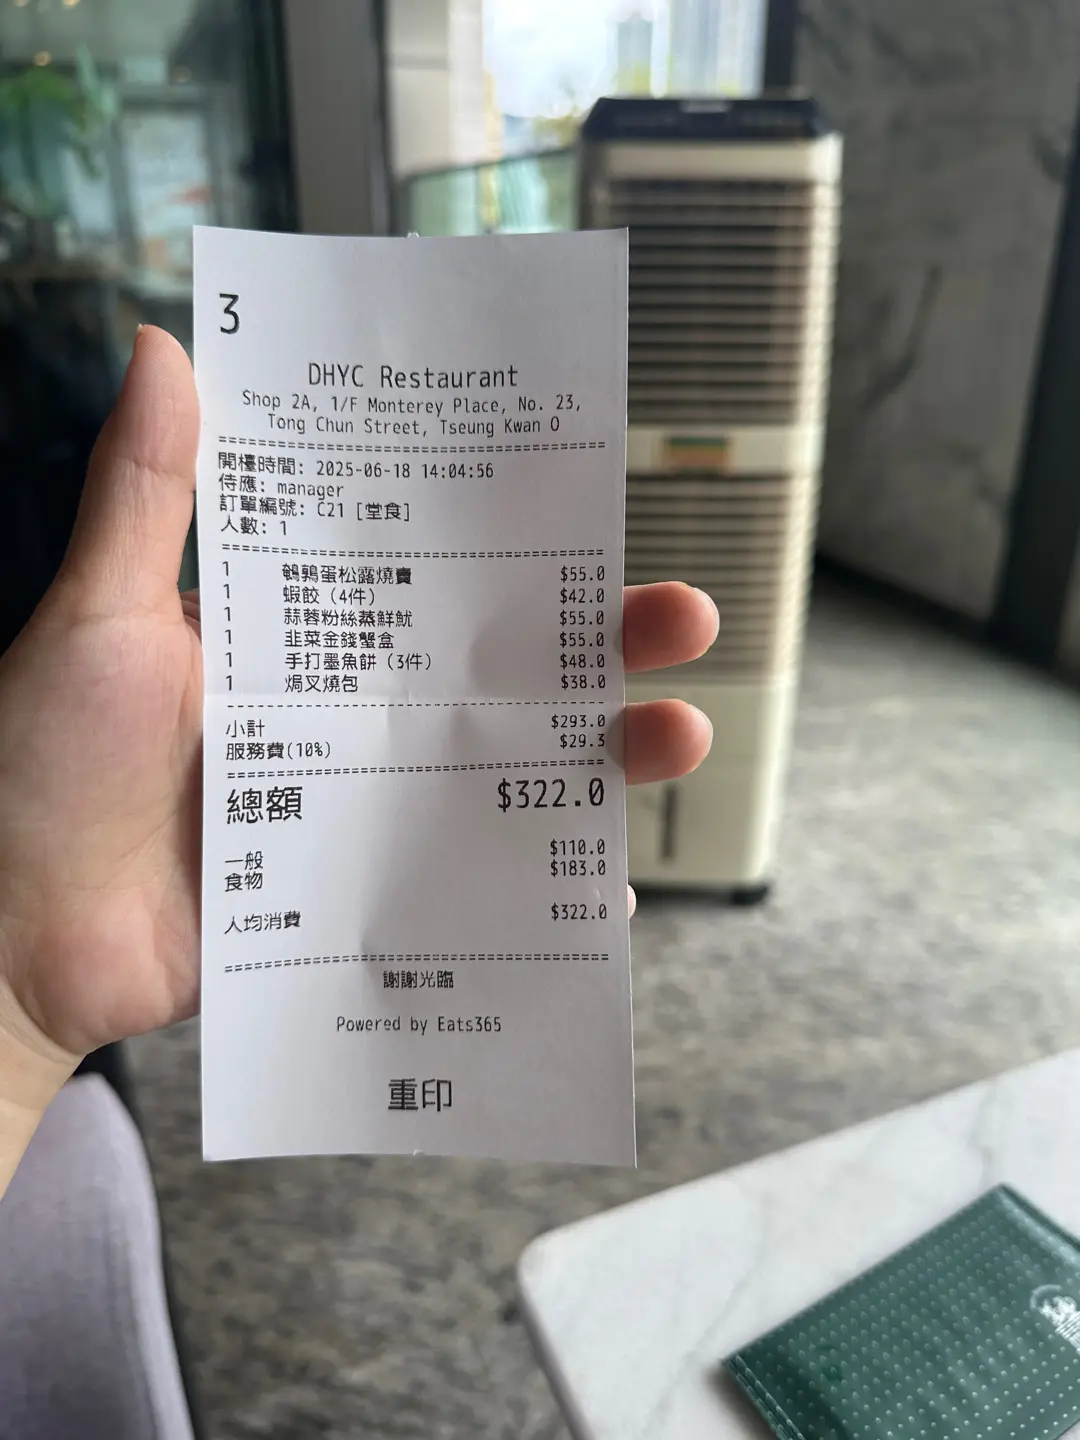 3
DHYC Restaurant
Shop 2A, 1/F Monterey Place, No. 23,
Tong Chun Street, Tseung Kwan O
開檯時間: 2025-06-18 14:04:56
侍應: manager
訂單編號: C21 [堂食]
人數: 1
1 鵪鶉蛋松露燒賣 $55.0
1 蝦餃 (4件) $42.0
1 蒜蓉粉絲蒸鮮魷 $55.0
1 韭菜金錢蟹盒 $55.0
1 手打墨魚餅 (3件) $48.0
1 焗叉燒包 $38.0
小計 $293.0
服務費(10%) $29.3
總額 $322.0
一般 $110.0
食物 $183.0
人均消費 $322.0
謝謝光臨
Powered by Eats365
重印